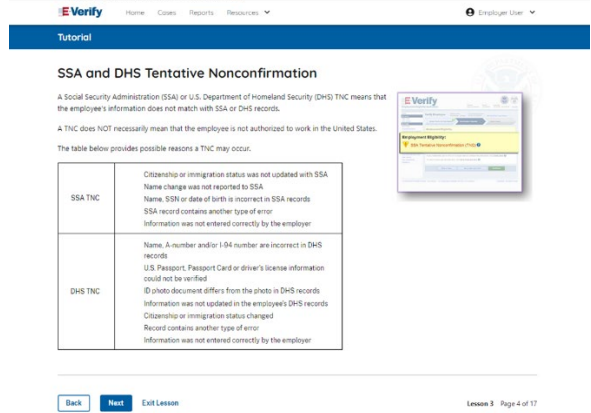 E-Verify Home Cases Reports Resources Employer User
Tutorial
SSA and DHS Tentative Nonconfirmation
A Social Security Administration (SSA) or U.S. Department of Homeland Security (DHS) TNC means that
the employee's information does not match with SSA or DHS records.
A TNC does NOT necessarily mean that the employee is not authorized to work in the United States.
The table below provides possible reasons a TNC may occur.
E-Verify
Employment Eligibility:
SSA Tentative Nonconfirmation (TNC)
SSA TNC
Citizenship or immigration status was not updated with SSA
Name change was not reported to SSA
Name, SSN or date of birth is incorrect in SSA records
SSA record contains another type of error
Information was not entered correctly by the employer
DHS TNC
Name, A-number and/or I-94 number are incorrect in DHS
records
U.S. Passport, Passport Card or driver's license information
could not be verified
ID photo document differs from the photo in DHS records
Information was not updated in the employee's DHS records
Citizenship or immigration status changed
Record contains another type of error
Information was not entered correctly by the employer
Back Next Exit Lesson Lesson 3 Page 4 of 17